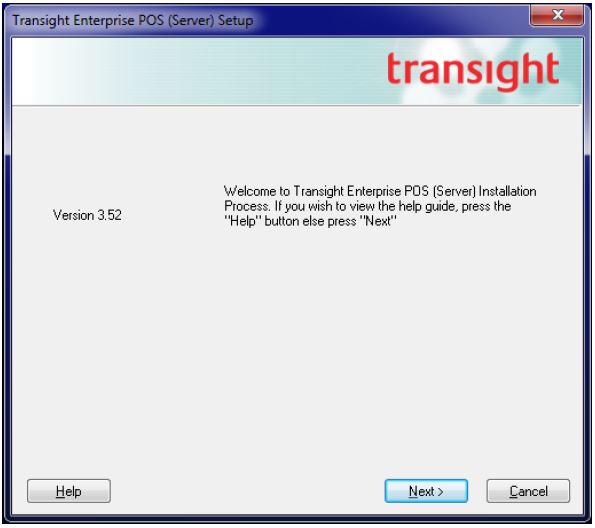 Transight Enterprise POS (Server) Setup
transight
Welcome to Transight Enterprise POS (Server) Installation
Process. If you wish to view the help guide, press the
"Help" button else press "Next"
Version 3.52
Help
Next >
Cancel